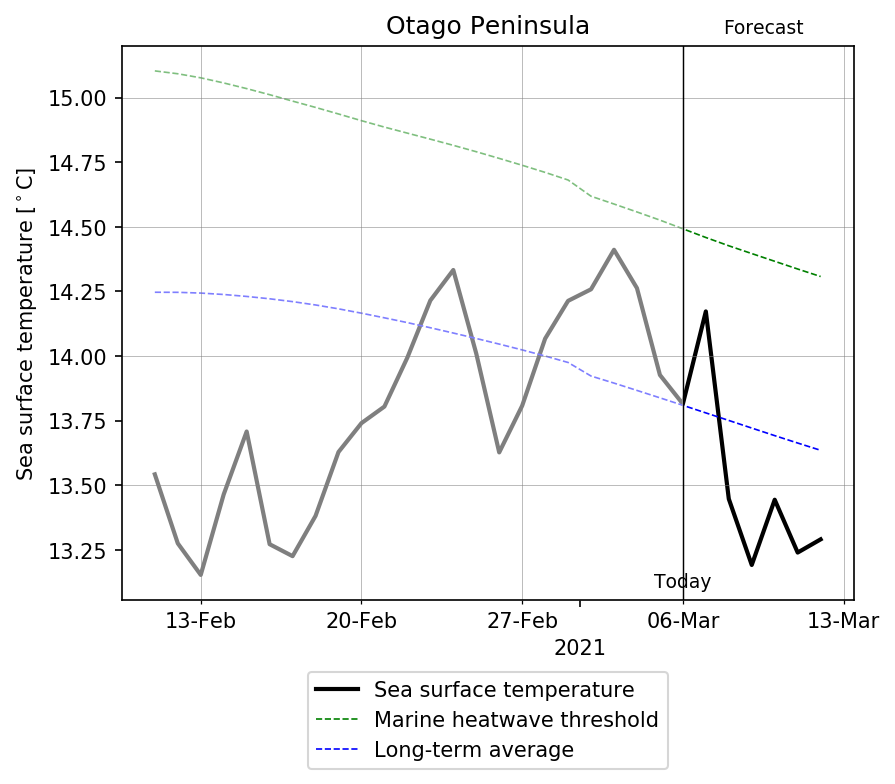 Otago Peninsula
Forecast
Sea surface temperature [°C]
15.00
14.75
14.50
14.25
14.00
13.75
13.50
13.25
Today
13-Feb
20-Feb
27-Feb
06-Mar
13-Mar
2021
Sea surface temperature
Marine heatwave threshold
Long-term average